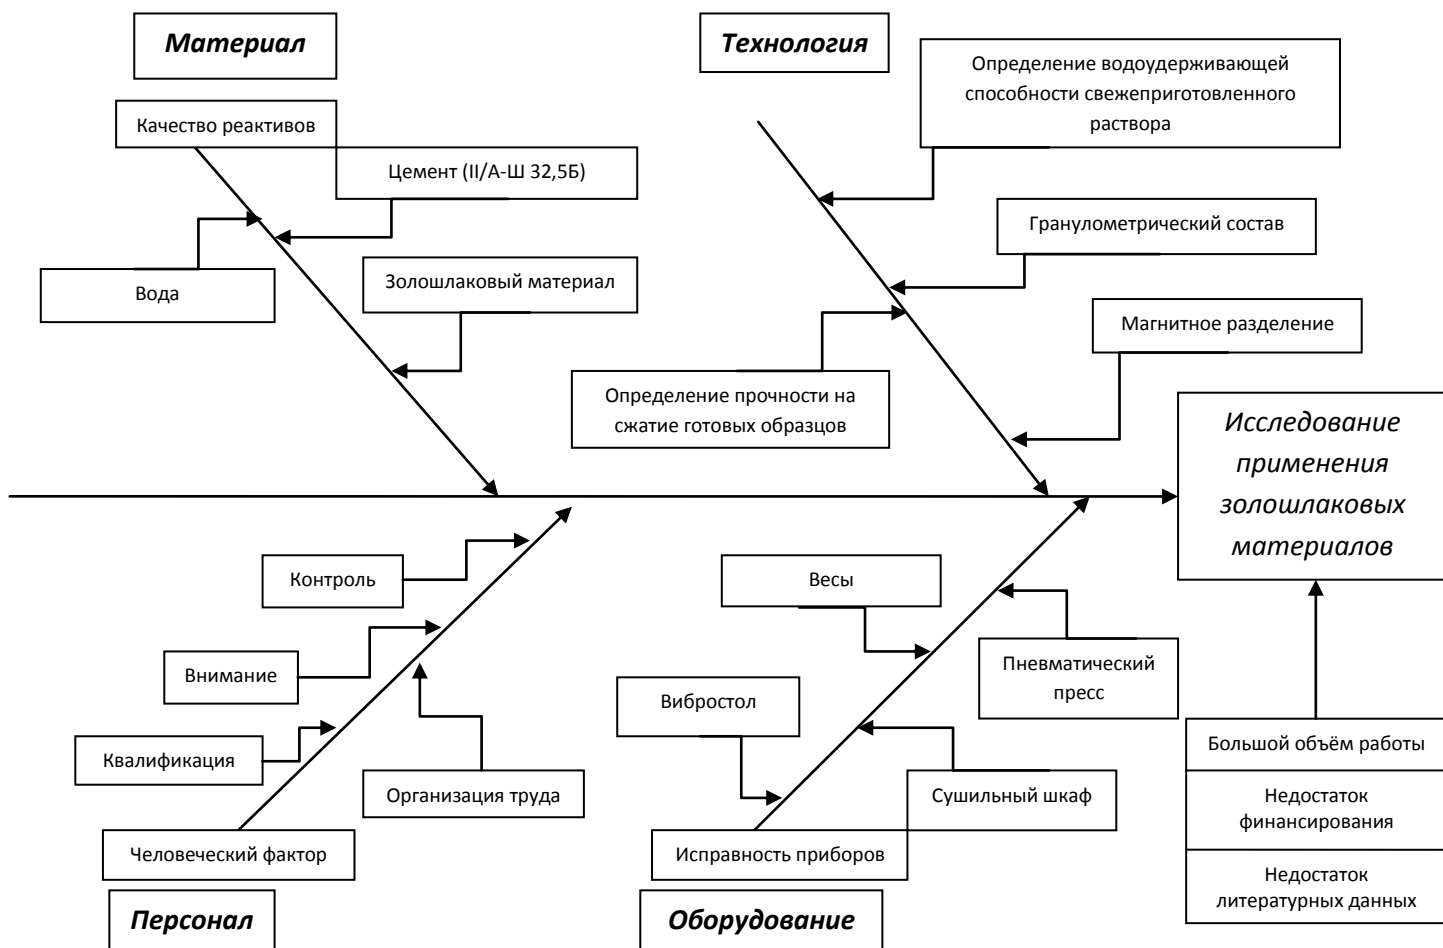 Материал
Технология
Определение водоудерживающей
способности свежеприготовленного
раствора
Качество реактивов
Цемент (II/А-Ш 32,5Б)
Гранулометрический состав
Вода
Золошлаковый материал
Магнитное разделение
Определение прочности на
сжатие готовых образцов
Исследование
применения
золошлаковых
материалов
Контроль
Весы
Внимание
Пневматический
пресс
Вибростол
Квалификация
Организация труда
Сушильный шкаф
Большой объём работы
Недостаток
финансирования
Человеческий фактор
Исправность приборов
Недостаток
литературных данных
Персонал
Оборудование